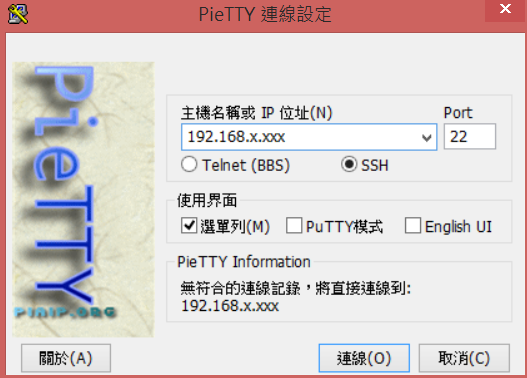 PieTTY 連線設定
PieTTY
PINIP.ORG
主機名稱或 IP 位址(N)
Port
192.168.x.xxx
22
Telnet (BBS)
SSH
使用界面
選單列(M)
PuTTY模式
English UI
PieTTY Information
無符合的連線記錄，將直接連線到:
192.168.x.xxx
關於(A)
連線(O)
取消(C)